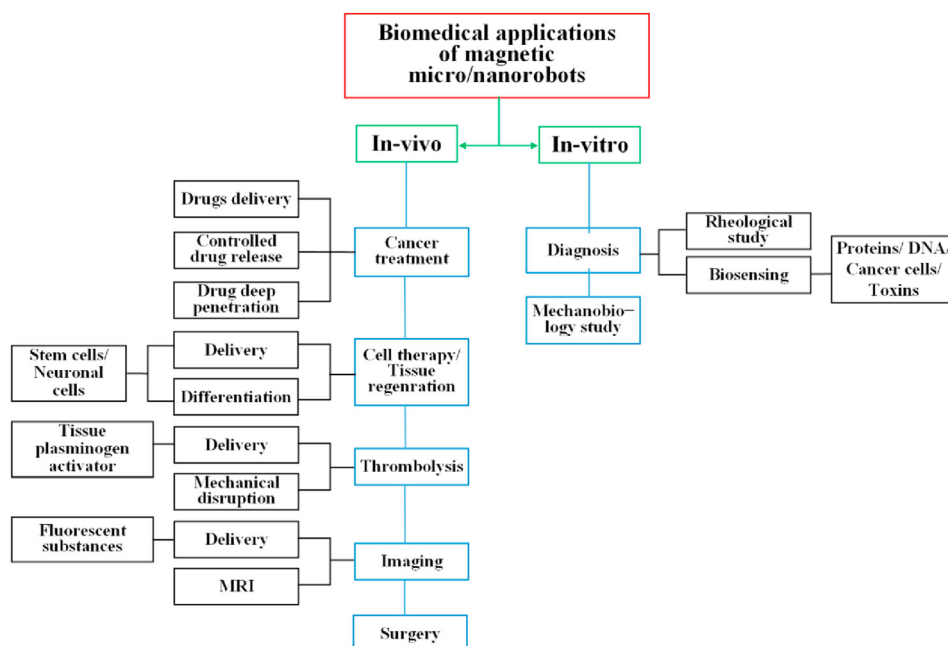 Biomedical applications
of magnetic
micro/nanorobots
In-vivo
In-vitro
Drugs delivery
Controlled
drug release
Drug deep
penetration
Cancer
treatment
Diagnosis
Rheological
study
Biosensing
Proteins/ DNA/
Cancer cells/
Toxins
Mechanobio−
logy study
Stem cells/
Neuronal
cells
Delivery
Differentiation
Cell therapy/
Tissue
regenration
Tissue
plasminogen
activator
Delivery
Mechanical
disruption
Thrombolysis
Fluorescent
substances
Delivery
MRI
Imaging
Surgery